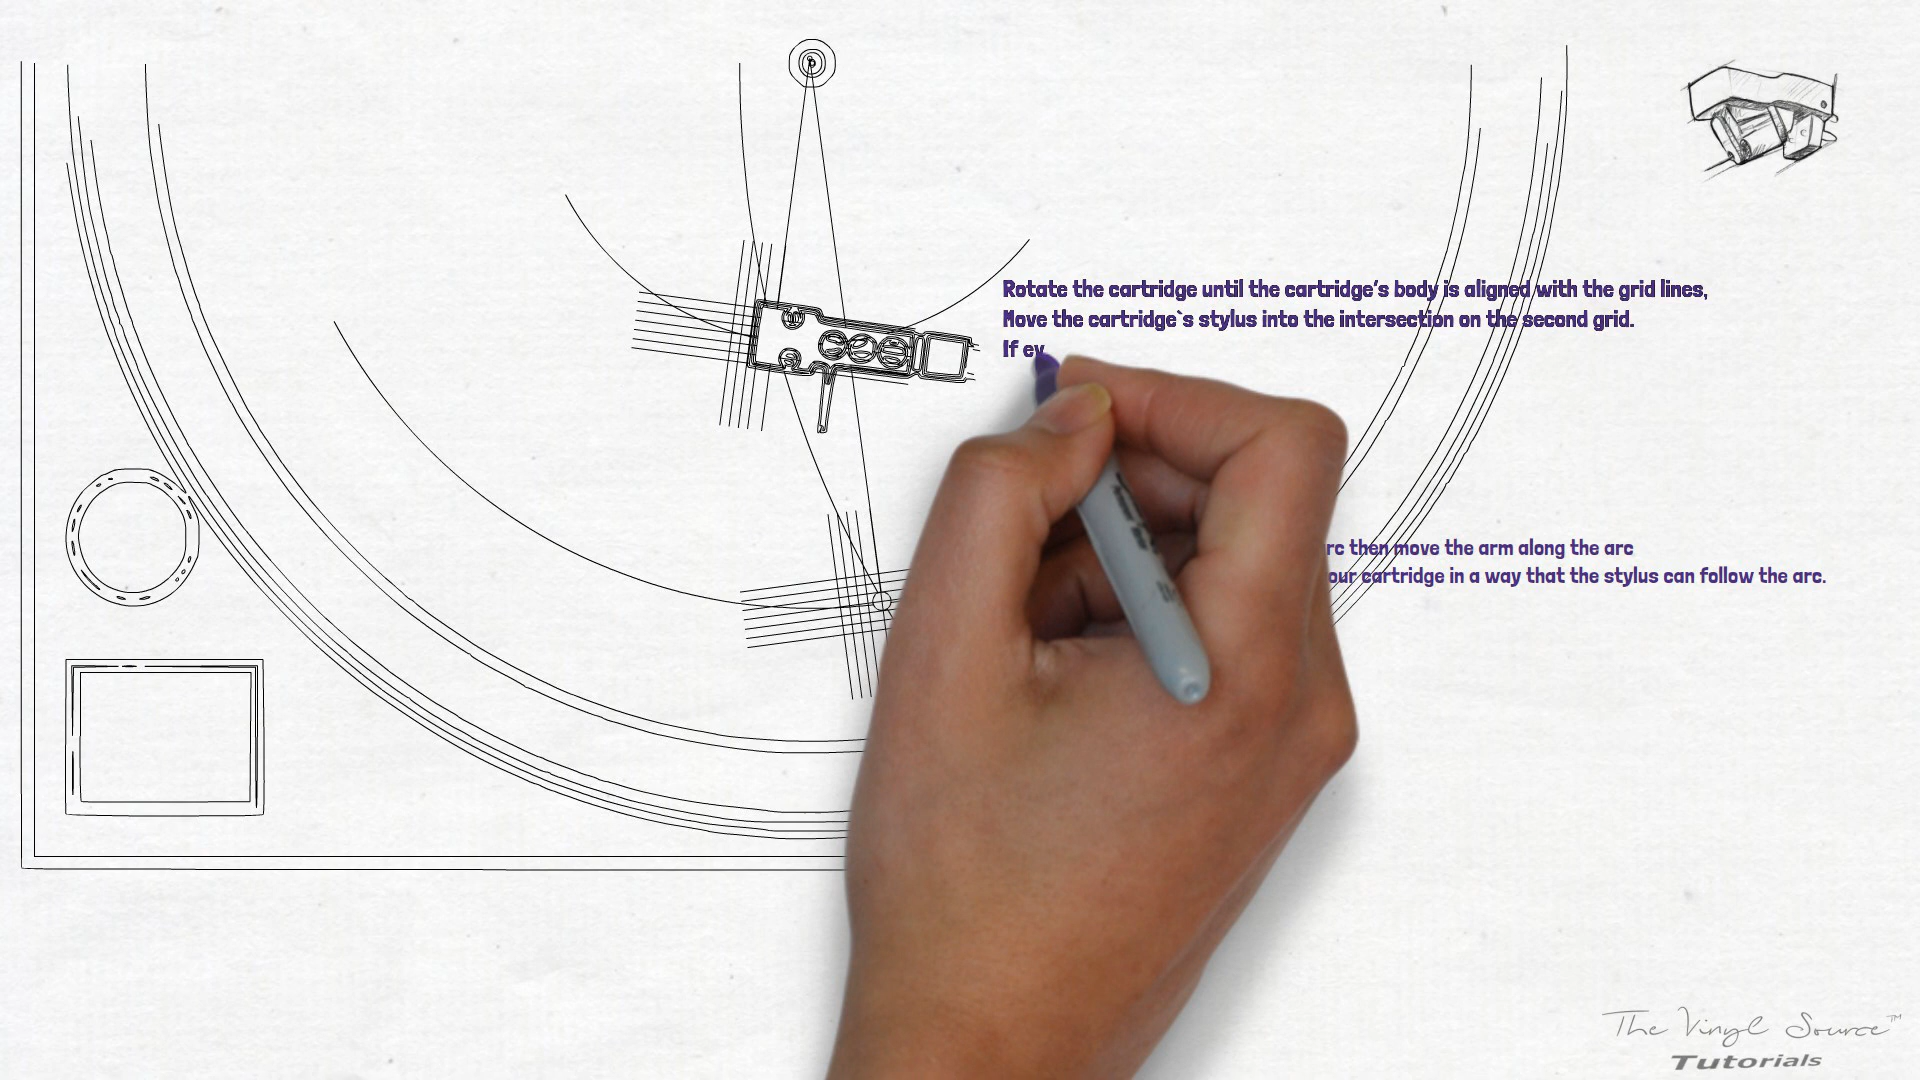 Rotate the cartridge until the cartridge's body is aligned with the grid lines,
Move the cartridge`s stylus into the intersection on the second grid.
If ev
then move the arm along the arc
cartridge in a way that the stylus can follow the arc.
The Vinyl Source™
Tutorials